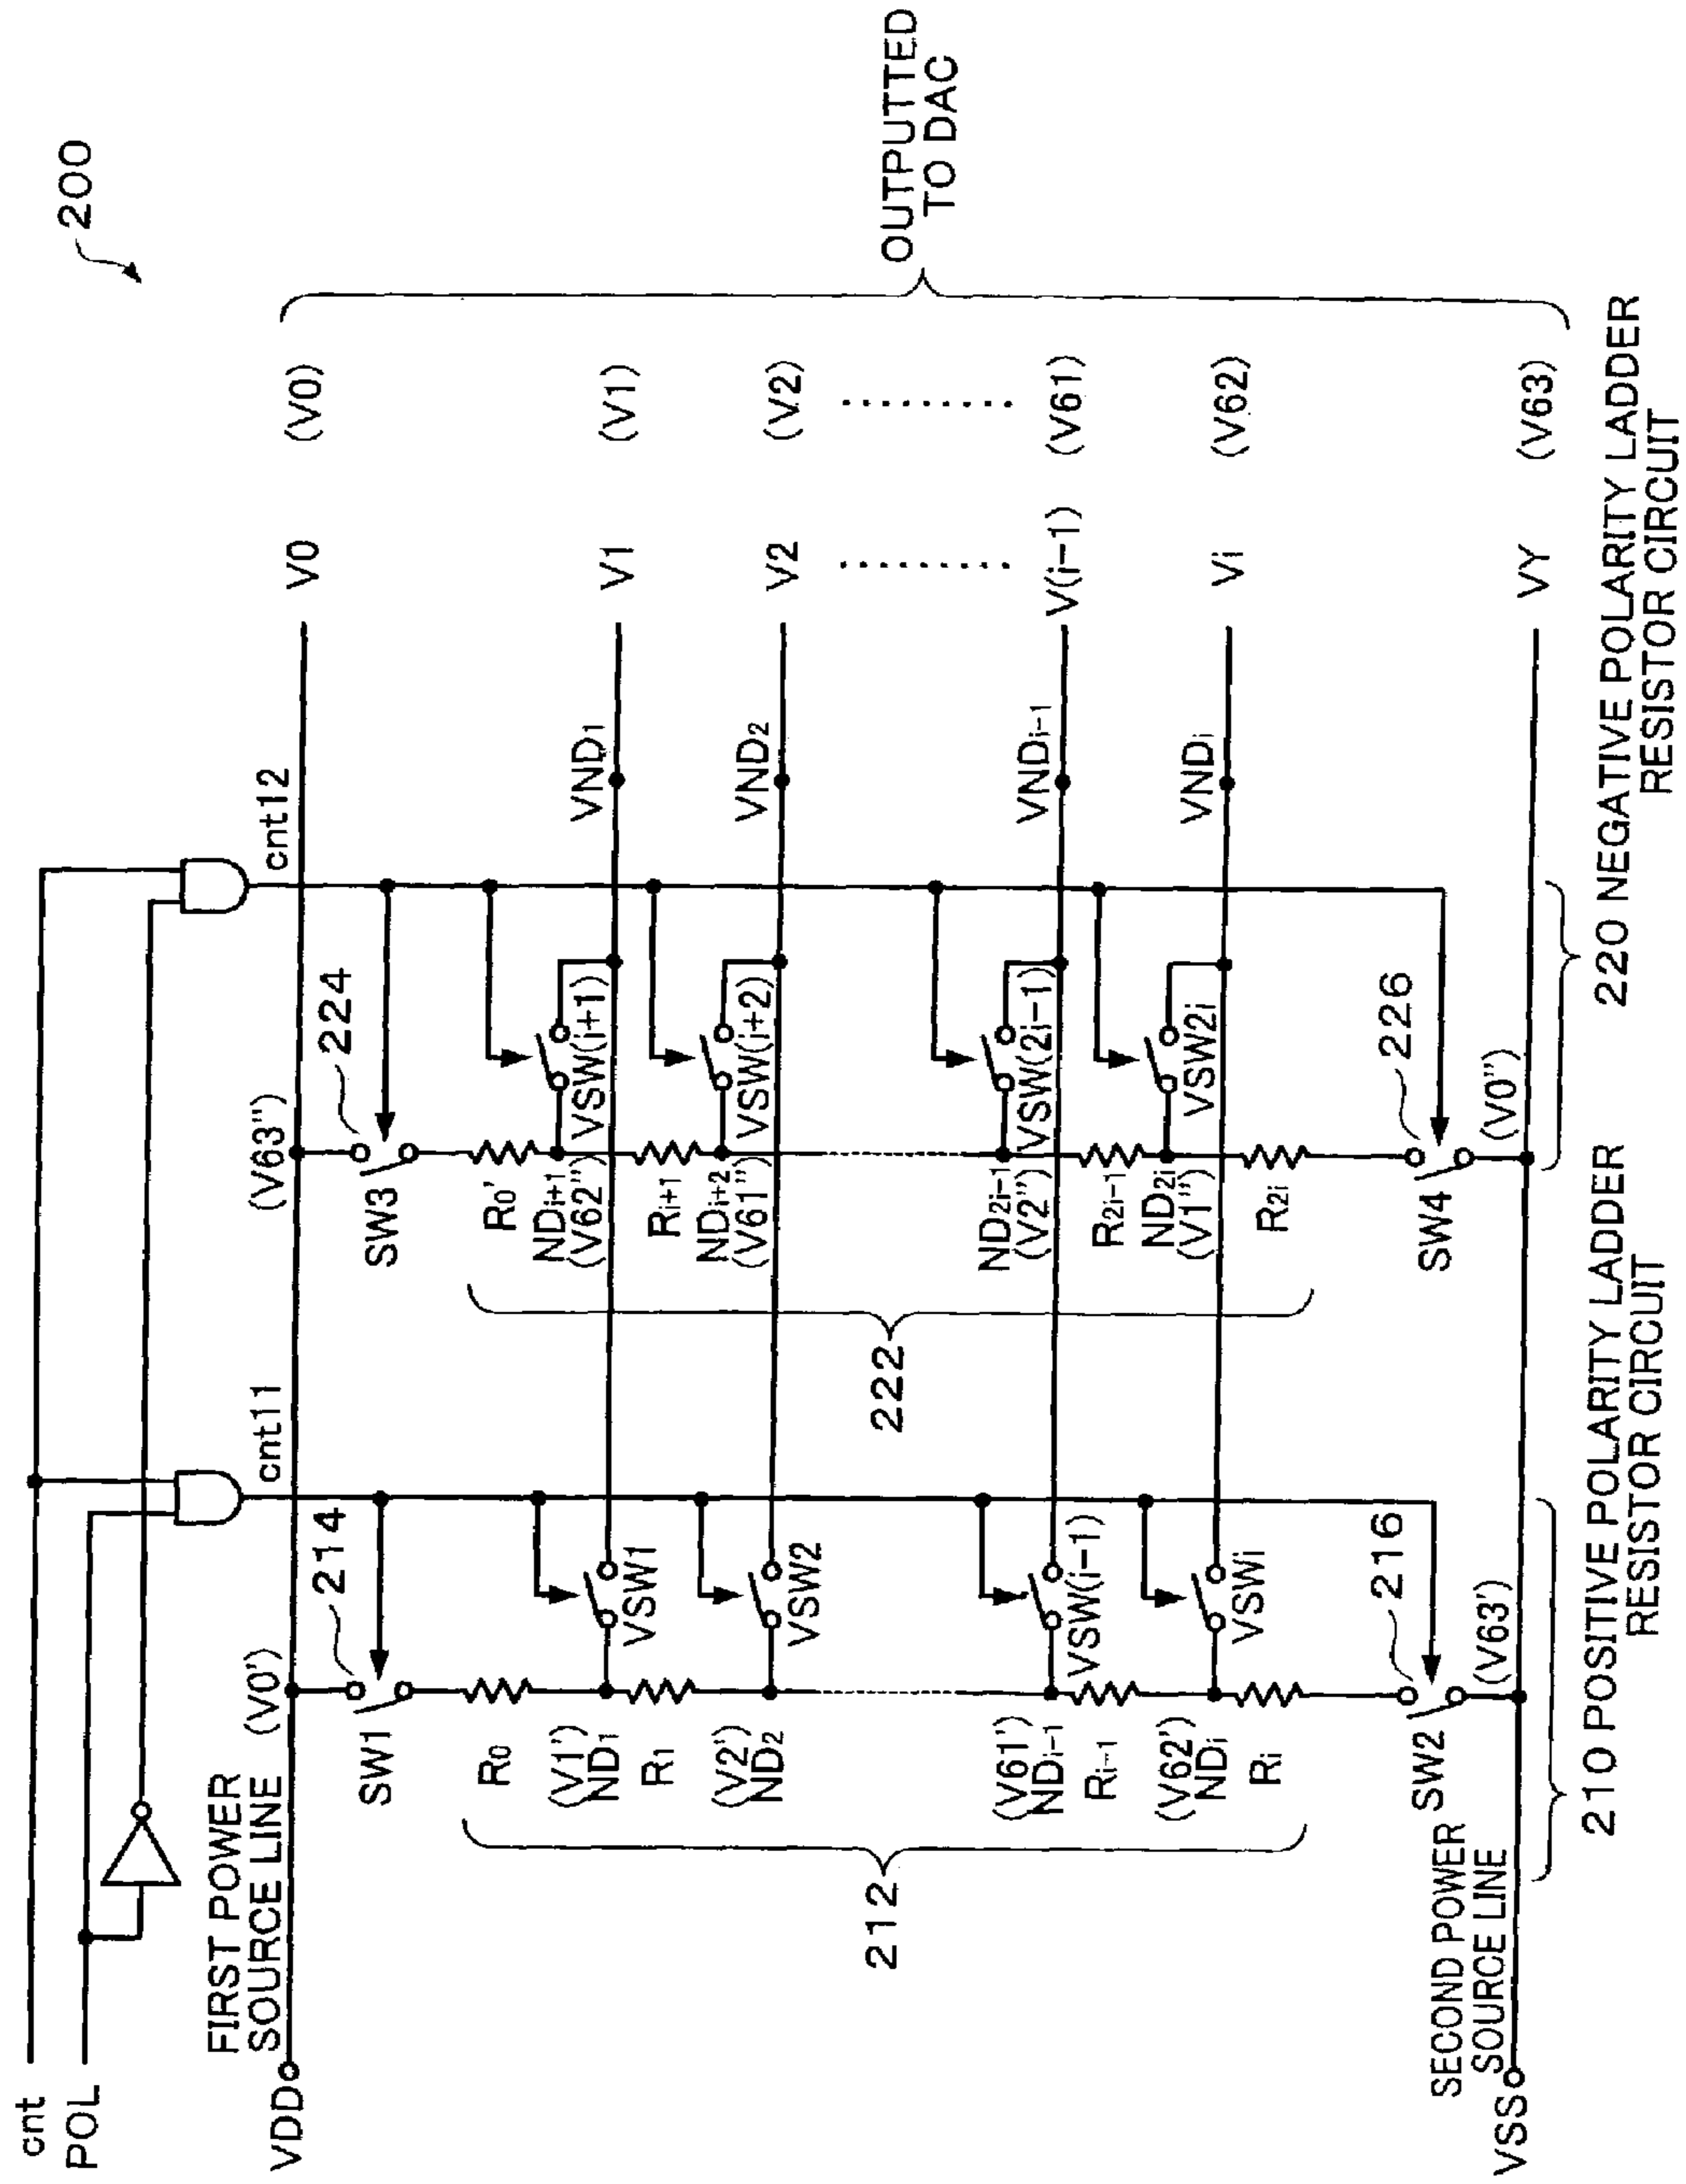 200
cnt
POL
cnt11
cnt12
FIRST POWER
SOURCE LINE
VDD
(V0')
214
(V63")
224
V0
(V0)
SW1
SW3
R0
R0'
(V1')
ND1
VSW1
NDi+1
(V62")
VSW(i+1)
VND1
V1
(V1)
R1
Ri+1
(V2')
ND2
VSW2
NDi+2
(V61")
VSW(i+2)
VND2
V2
(V2)
212
222
OUTPUTTED
TO DAC
(V61')
NDi-1
VSW(i-1)
ND2i-1
(V2")
VSW(2i-1)
VNDi-1
V(i-1)
(V61)
Ri-1
R2i-1
(V62')
NDi
VSWi
ND2i
(V1")
VSW2i
VNDi
Vi
(V62)
Ri
R2i
216
226
SW2
SW4
SECOND POWER
SOURCE LINE
VSS
(V63')
(V0")
VY
(V63)
210 POSITIVE POLARITY LADDER
RESISTOR CIRCUIT
220 NEGATIVE POLARITY LADDER
RESISTOR CIRCUIT